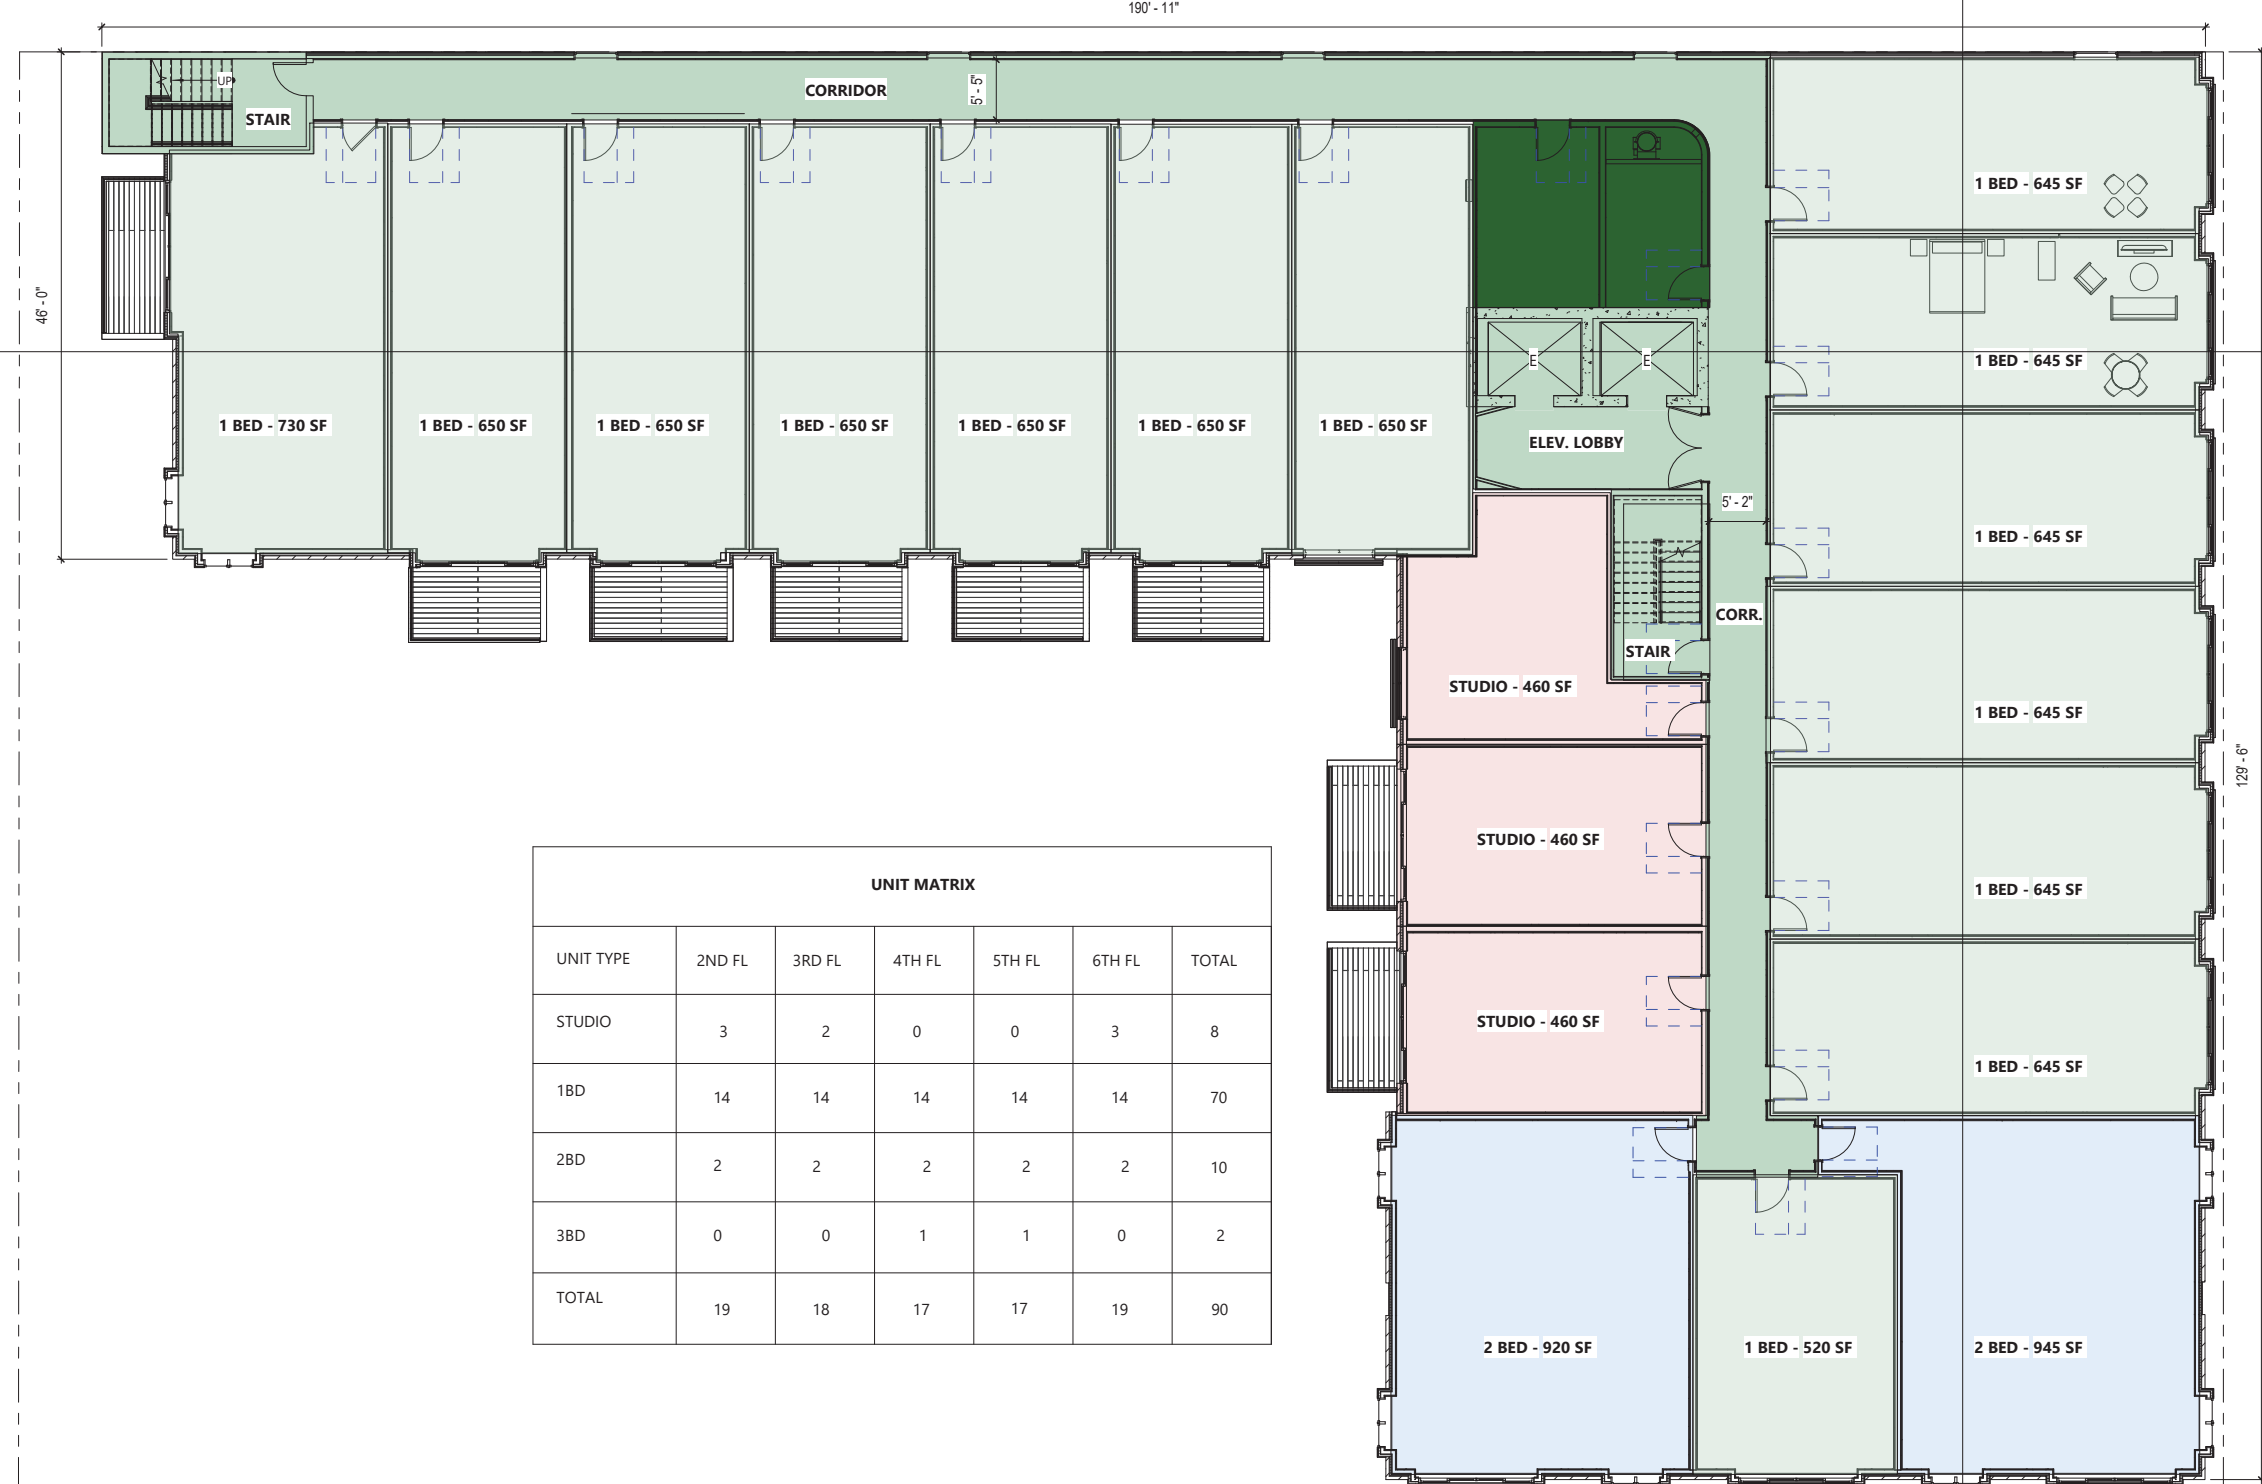 190' - 11"
UP
STAIR
CORRIDOR
5' - 5"
46' - 0"
1 BED - 645 SF
1 BED - 645 SF
E
E
1 BED - 730 SF
1 BED - 650 SF
1 BED - 650 SF
1 BED - 650 SF
1 BED - 650 SF
1 BED - 650 SF
1 BED - 650 SF
ELEV. LOBBY
5' - 2"
1 BED - 645 SF
CORR.
STAIR
STUDIO - 460 SF
1 BED - 645 SF
129' - 6"
STUDIO - 460 SF
1 BED - 645 SF
STUDIO - 460 SF
1 BED - 645 SF
UNIT MATRIX
UNIT TYPE 2ND FL 3RD FL 4TH FL 5TH FL 6TH FL TOTAL
STUDIO 3 2 0 0 3 8
1BD 14 14 14 14 14 70
2BD 2 2 2 2 2 10
3BD 0 0 1 1 0 2
TOTAL 19 18 17 17 19 90
2 BED - 920 SF
1 BED - 520 SF
2 BED - 945 SF